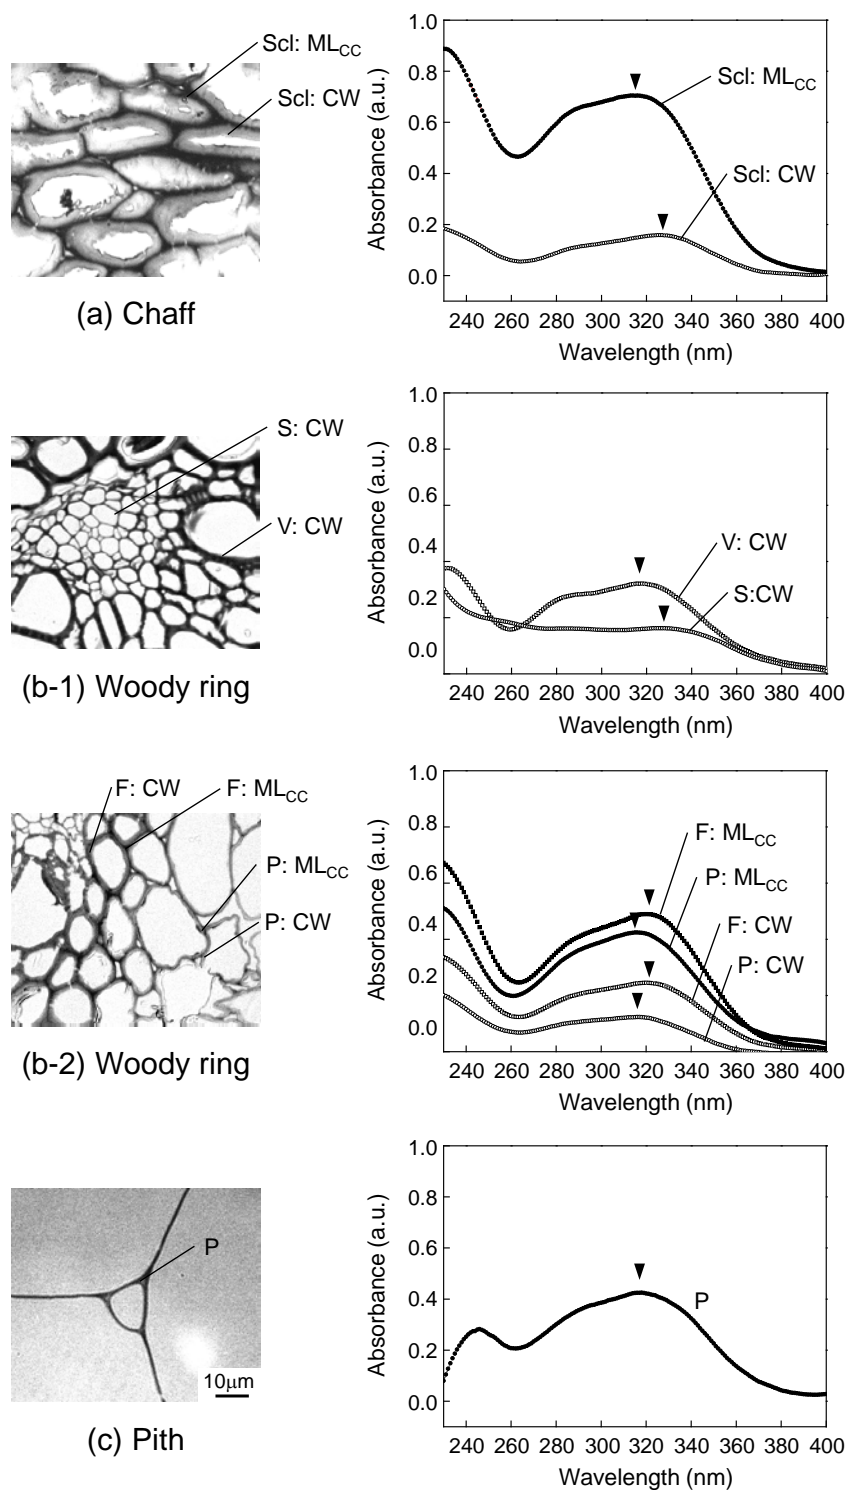 Scl: MLCC
Scl: CW
(a) Chaff
Absorbance (a.u.)
1.0
0.8
0.6
0.4
0.2
0.0
Scl: MLCC
Scl: CW
240 260 280 300 320 340 360 380 400
Wavelength (nm)
S: CW
V: CW
(b-1) Woody ring
Absorbance (a.u.)
1.0
0.8
0.6
0.4
0.2
0.0
V: CW
S:CW
240 260 280 300 320 340 360 380 400
Wavelength (nm)
F: CW
F: MLCC
P: MLCC
P: CW
(b-2) Woody ring
Absorbance (a.u.)
1.0
0.8
0.6
0.4
0.2
0.0
F: MLCC
P: MLCC
F: CW
P: CW
240 260 280 300 320 340 360 380 400
Wavelength (nm)
P
10μm
(c) Pith
Absorbance (a.u.)
1.0
0.8
0.6
0.4
0.2
0.0
P
240 260 280 300 320 340 360 380 400
Wavelength (nm)